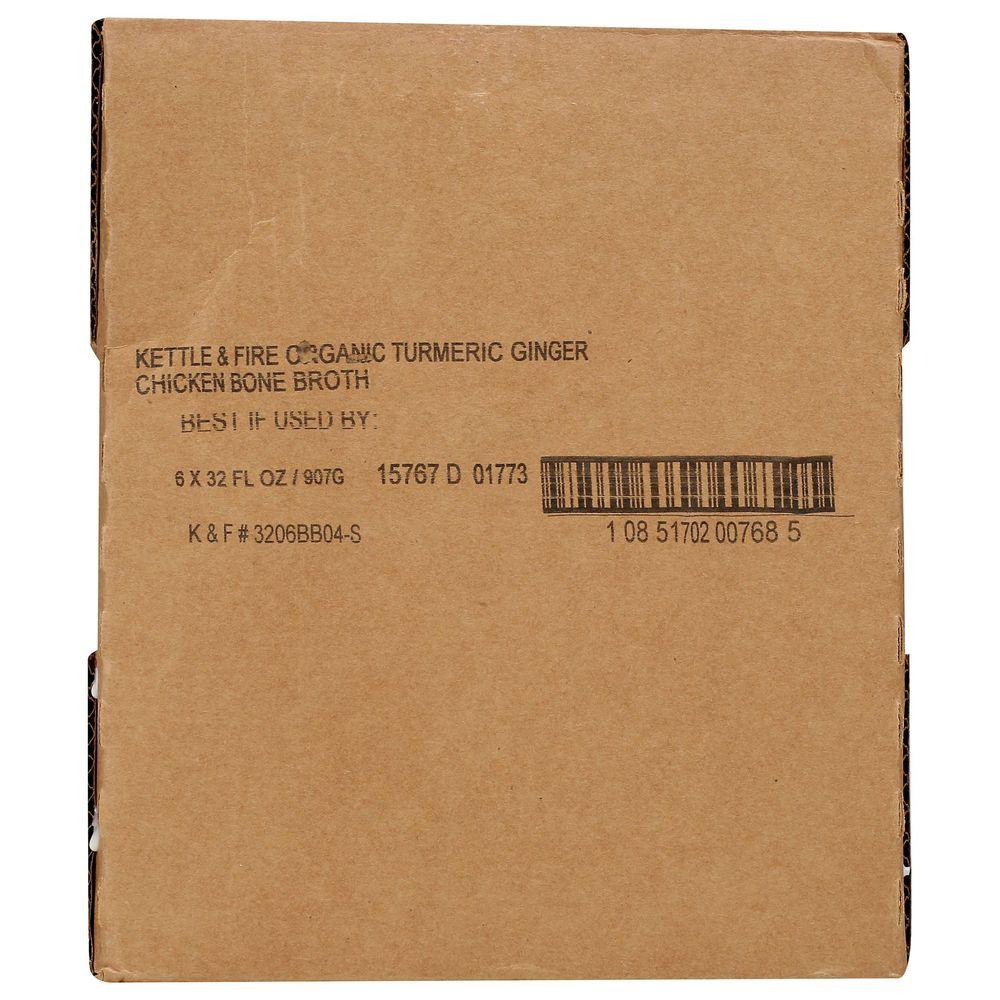 KETTLE & FIRE ORGANIC TURMERIC GINGER
CHICKEN BONE BROTH
BEST IF USED BY:
6 X 32 FL OZ / 907G 15767 D 01773
K & F # 3206BB04-S
1 08 51702 00768 5